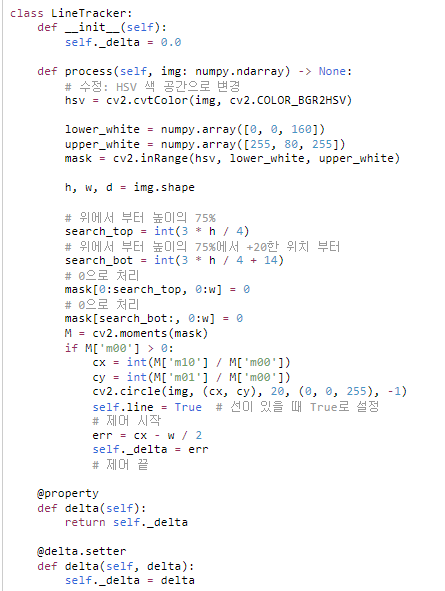 class LineTracker:
    def __init__(self):
        self._delta = 0.0

    def process(self, img: numpy.ndarray) -> None:
        # 수정: HSV 색 공간으로 변경
        hsv = cv2.cvtColor(img, cv2.COLOR_BGR2HSV)

        lower_white = numpy.array([0, 0, 160])
        upper_white = numpy.array([255, 80, 255])
        mask = cv2.inRange(hsv, lower_white, upper_white)

        h, w, d = img.shape

        # 위에서 부터 높이의 75%
        search_top = int(3 * h / 4)
        # 위에서 부터 높이의 75%에서 +20한 위치 부터
        search_bot = int(3 * h / 4 + 14)
        # 0으로 처리
        mask[0:search_top, 0:w] = 0
        # 0으로 처리
        mask[search_bot:, 0:w] = 0
        M = cv2.moments(mask)
        if M['m00'] > 0:
            cx = int(M['m10'] / M['m00'])
            cy = int(M['m01'] / M['m00'])
            cv2.circle(img, (cx, cy), 20, (0, 0, 255), -1)
            self.line = True  # 선이 있을 때 True로 설정
            # 제어 시작
            err = cx - w / 2
            self._delta = err
            # 제어 끝

    @property
    def delta(self):
        return self._delta

    @delta.setter
    def delta(self, delta):
        self._delta = delta